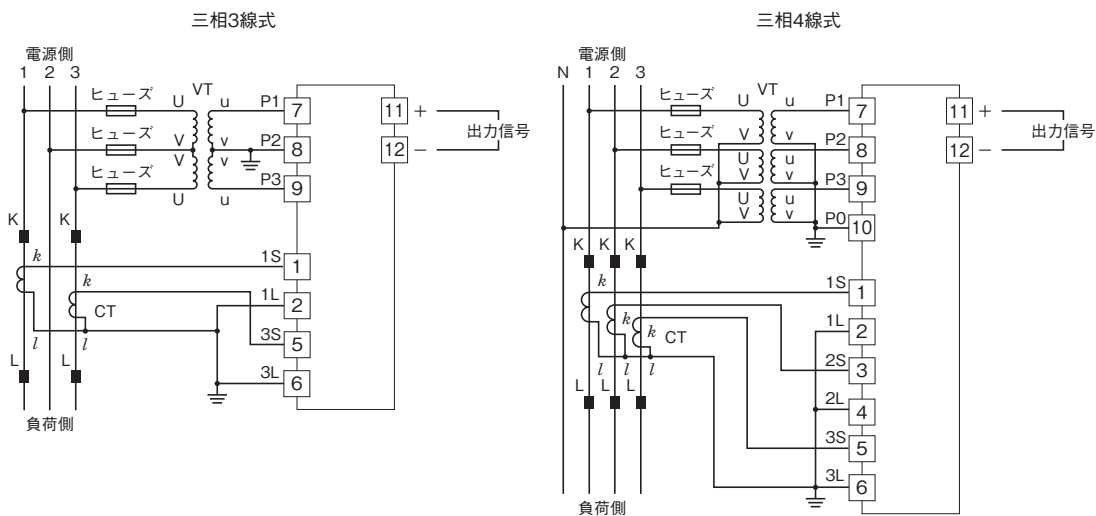 三相3線式
電源側
1 2 3
VT
ヒューズ U u P1 7 11 +
出力信号
ヒューズ V v P2 8 12 −
V v
ヒューズ U u P3 9
K K
k 1S 1
k 1L 2
CT
l l 3S 5
L L 3L 6
負荷側
三相4線式
電源側
N 1 2 3
VT
ヒューズ U u P1 7 11 +
出力信号
V v
ヒューズ U u P2 8 12 −
V v
ヒューズ U u P3 9
V v P0 10
K K K
k 1S 1
k k 1L 2
CT
l l l 2S 3
L L L 2L 4
3S 5
3L 6
負荷側